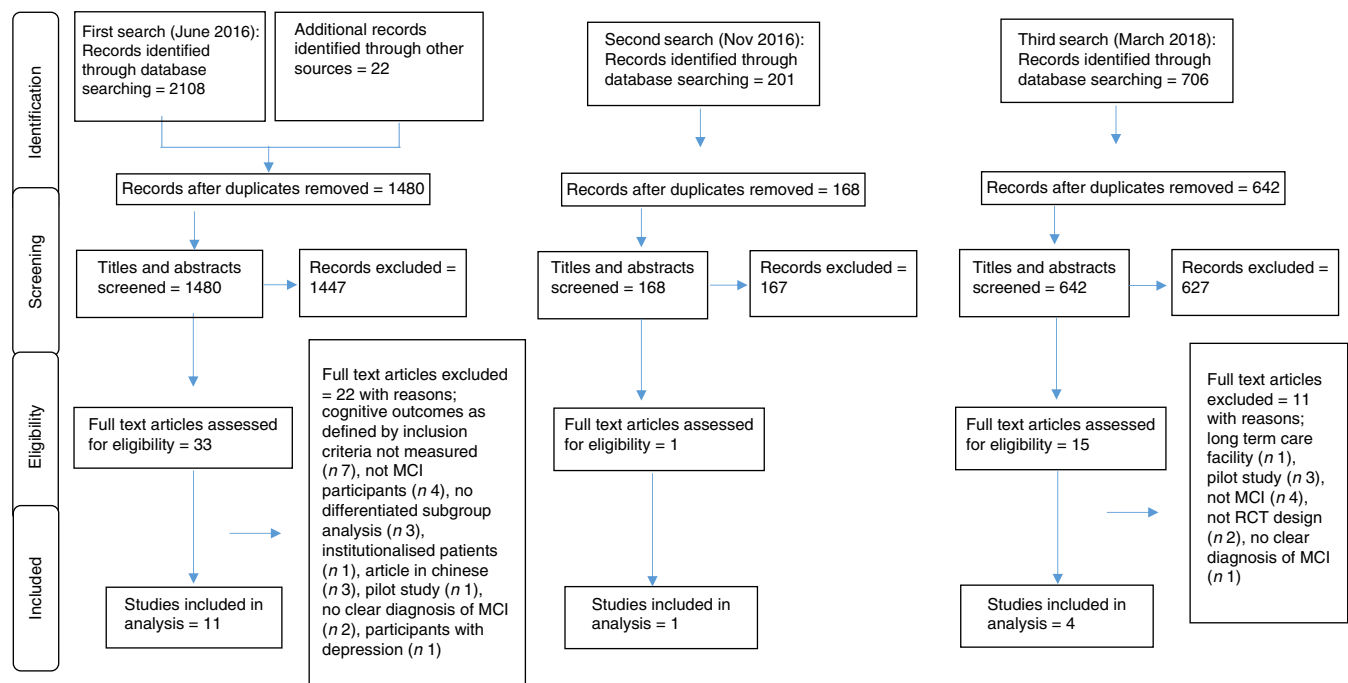 Identification
First search (June 2016):
Records identified
through database
searching = 2108
Additional records
identified through other
sources = 22
Second search (Nov 2016):
Records identified through
database searching = 201
Third search (March 2018):
Records identified through
database searching = 706
Records after duplicates removed = 1480
Records after duplicates removed = 168
Records after duplicates removed = 642
Screening
Titles and abstracts
screened = 1480
Records excluded =
1447
Titles and abstracts
screened = 168
Records excluded =
167
Titles and abstracts
screened = 642
Records excluded =
627
Eligibility
Full text articles assessed
for eligibility = 33
Full text articles excluded
= 22 with reasons;
cognitive outcomes as
defined by inclusion
criteria not measured
(n 7), not MCI
participants (n 4), no
differentiated subgroup
analysis (n 3),
institutionalised patients
(n 1), article in chinese
(n 3), pilot study (n 1),
no clear diagnosis of MCI
(n 2), participants with
depression (n 1)
Full text articles assessed
for eligibility = 1
Full text articles assessed
for eligibility = 15
Full text articles
excluded = 11
with reasons;
long term care
facility (n 1),
pilot study (n 3),
not MCI (n 4),
not RCT design
(n 2), no clear
diagnosis of MCI
(n 1)
Included
Studies included in
analysis = 11
Studies included in
analysis = 1
Studies included in
analysis = 4